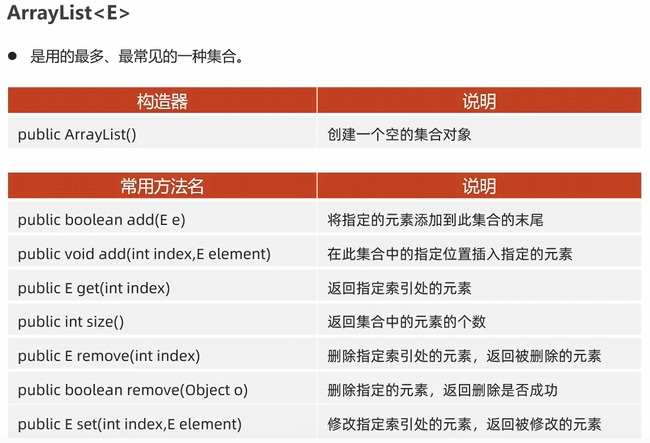 ArrayList<E>
● 是用的最多、最常见的一种集合。
构造器 说明
public ArrayList() 创建一个空的集合对象
常用方法名 说明
public boolean add(E e) 将指定的元素添加到此集合的末尾
public void add(int index,E element) 在此集合中的指定位置插入指定的元素
public E get(int index) 返回指定索引处的元素
public int size() 返回集合中的元素的个数
public E remove(int index) 删除指定索引处的元素，返回被删除的元素
public boolean remove(Object o) 删除指定的元素，返回删除是否成功
public E set(int index,E element) 修改指定索引处的元素，返回被修改的元素